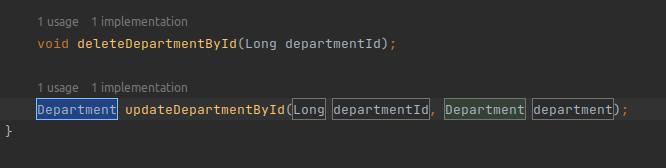 1 usage 1 implementation
void deleteDepartmentById(Long departmentId);
1 usage 1 implementation
Department updateDepartmentById(Long departmentId, Department department);
}